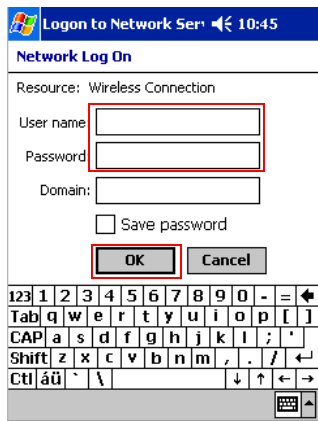 Logon to Network Ser 10:45
Network Log On
Resource: Wireless Connection
User name
Password
Domain:
Save password
OK Cancel
123 1 2 3 4 5 6 7 8 9 0 - =
Tab q w e r t y u i o p [ ]
CAP a s d f g h j k l ; '
Shift z x c v b n m , . /
Ctl áü ` \